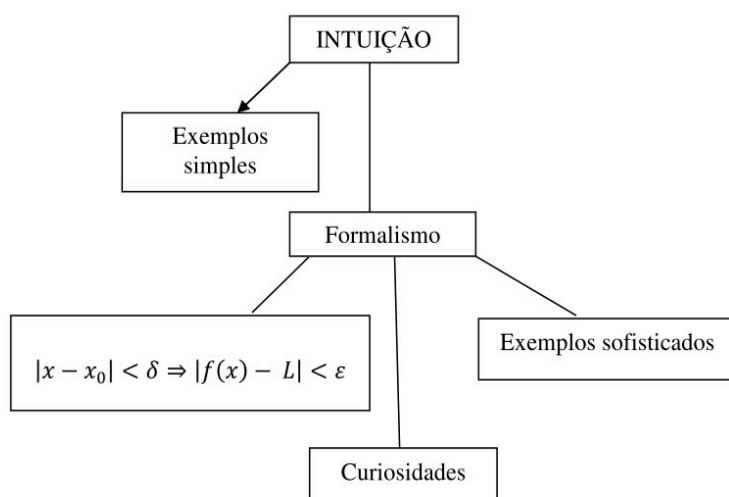 INTUIÇÃO
Exemplos
simples
Formalismo
|x − x₀| < δ ⇒ |f(x) − L| < ε
Exemplos sofisticados
Curiosidades